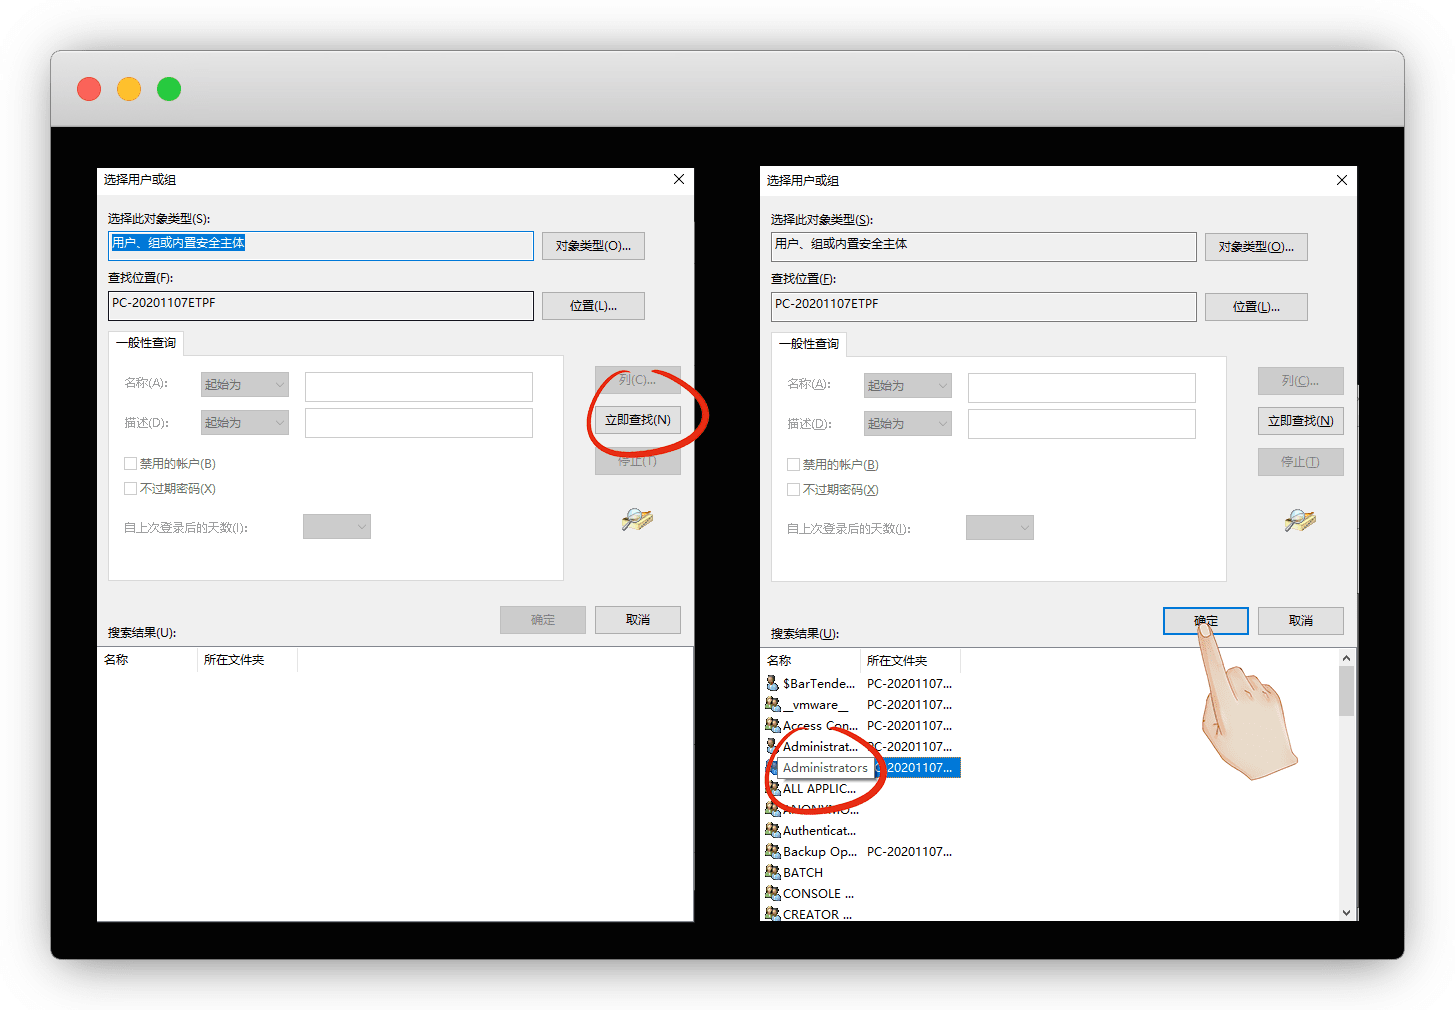 选择用户或组
选择此对象类型(S):
用户、组或内置安全主体
对象类型(O)...
查找位置(F):
PC-20201107ETPF
位置(L)...
一般性查询
名称(A):
起始为
列(C)...
描述(D):
起始为
立即查找(N)
停止(T)
禁用的帐户(B)
不过期密码(X)
自上次登录后的天数(I):
确定
取消
搜索结果(U):
名称
所在文件夹
选择用户或组
选择此对象类型(S):
用户、组或内置安全主体
对象类型(O)...
查找位置(F):
PC-20201107ETPF
位置(L)...
一般性查询
名称(A):
起始为
列(C)...
描述(D):
起始为
立即查找(N)
停止(T)
禁用的帐户(B)
不过期密码(X)
自上次登录后的天数(I):
确定
取消
搜索结果(U):
名称 所在文件夹
$BarTende... PC-20201107...
__vmware__ PC-20201107...
Access Con... PC-20201107...
Administrat... PC-20201107...
Administrators PC-20201107...
ALL APPLIC...
ANONYMO...
Authenticat...
Backup Op... PC-20201107...
BATCH
CONSOLE ...
CREATOR ...